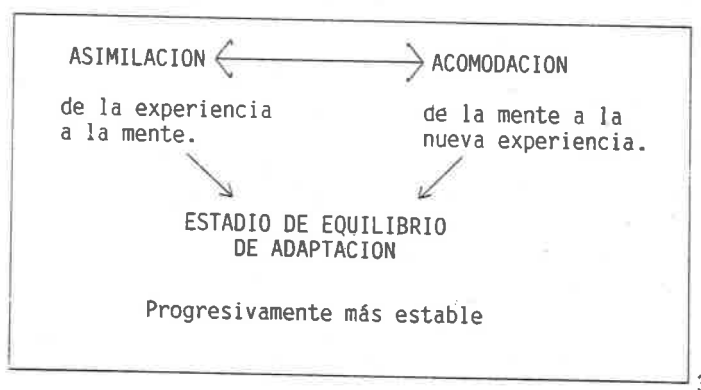 ASIMILACION ACOMODACION
de la experiencia
a la mente.
de la mente a la
nueva experiencia.
ESTADIO DE EQUILIBRIO
DE ADAPTACION
Progresivamente más estable